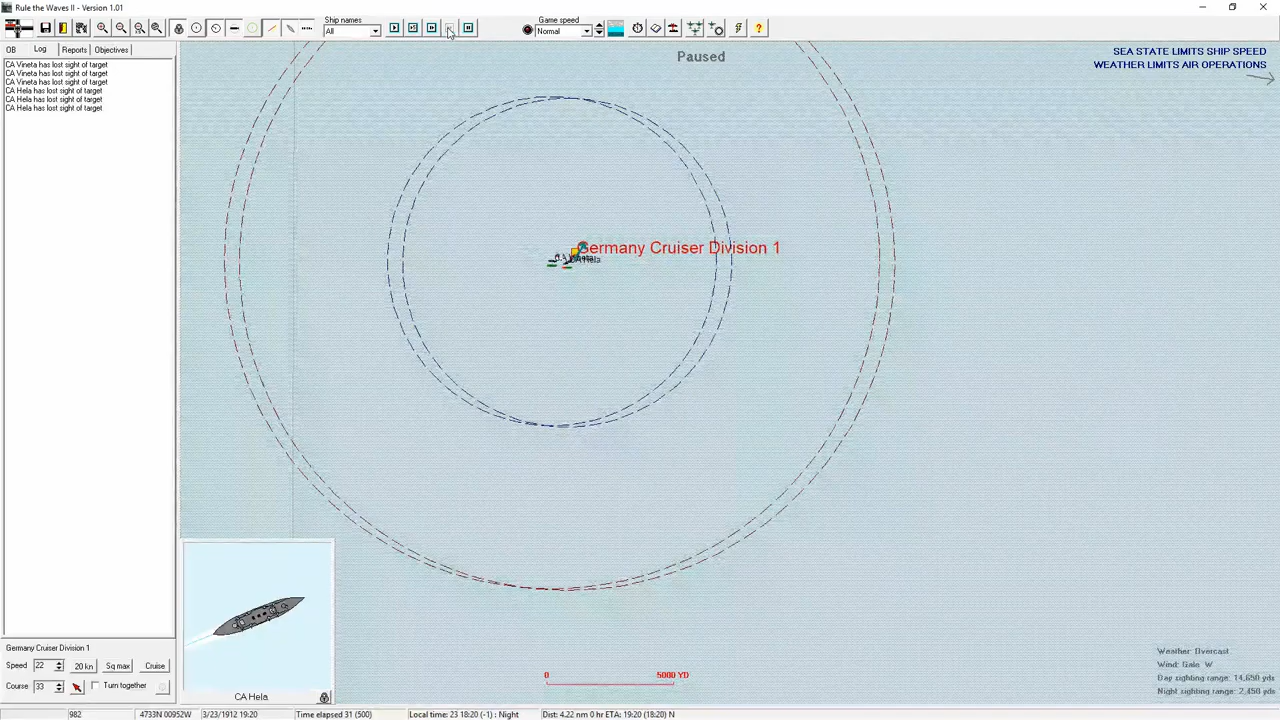 Rule the Waves II - Version 1.01
Ship names
All
Game speed
Normal
OB Log Reports Objectives
CA Vineta has lost sight of target
CA Vineta has lost sight of target
CA Vineta has lost sight of target
CA Hela has lost sight of target
CA Hela has lost sight of target
CA Hela has lost sight of target
Paused
SEA STATE LIMITS SHIP SPEED
WEATHER LIMITS AIR OPERATIONS
Germany Cruiser Division 1
CA Hela
Germany Cruiser Division 1
Speed 22 20 kn Sq max Cruise
Course 33 Turn together
CA Hela
0 5000 YD
Weather: Overcast
Wind: Gale W
Day sighting range: 14,650 yds
Night sighting range: 2,450 yds
982 4733N 00952W 3/23/1912 19:20 Time elapsed 31 (500) Local time: 23 18:20 (-1) : Night Dist: 4.22 nm 0 hr ETA: 19:20 (18:20) N